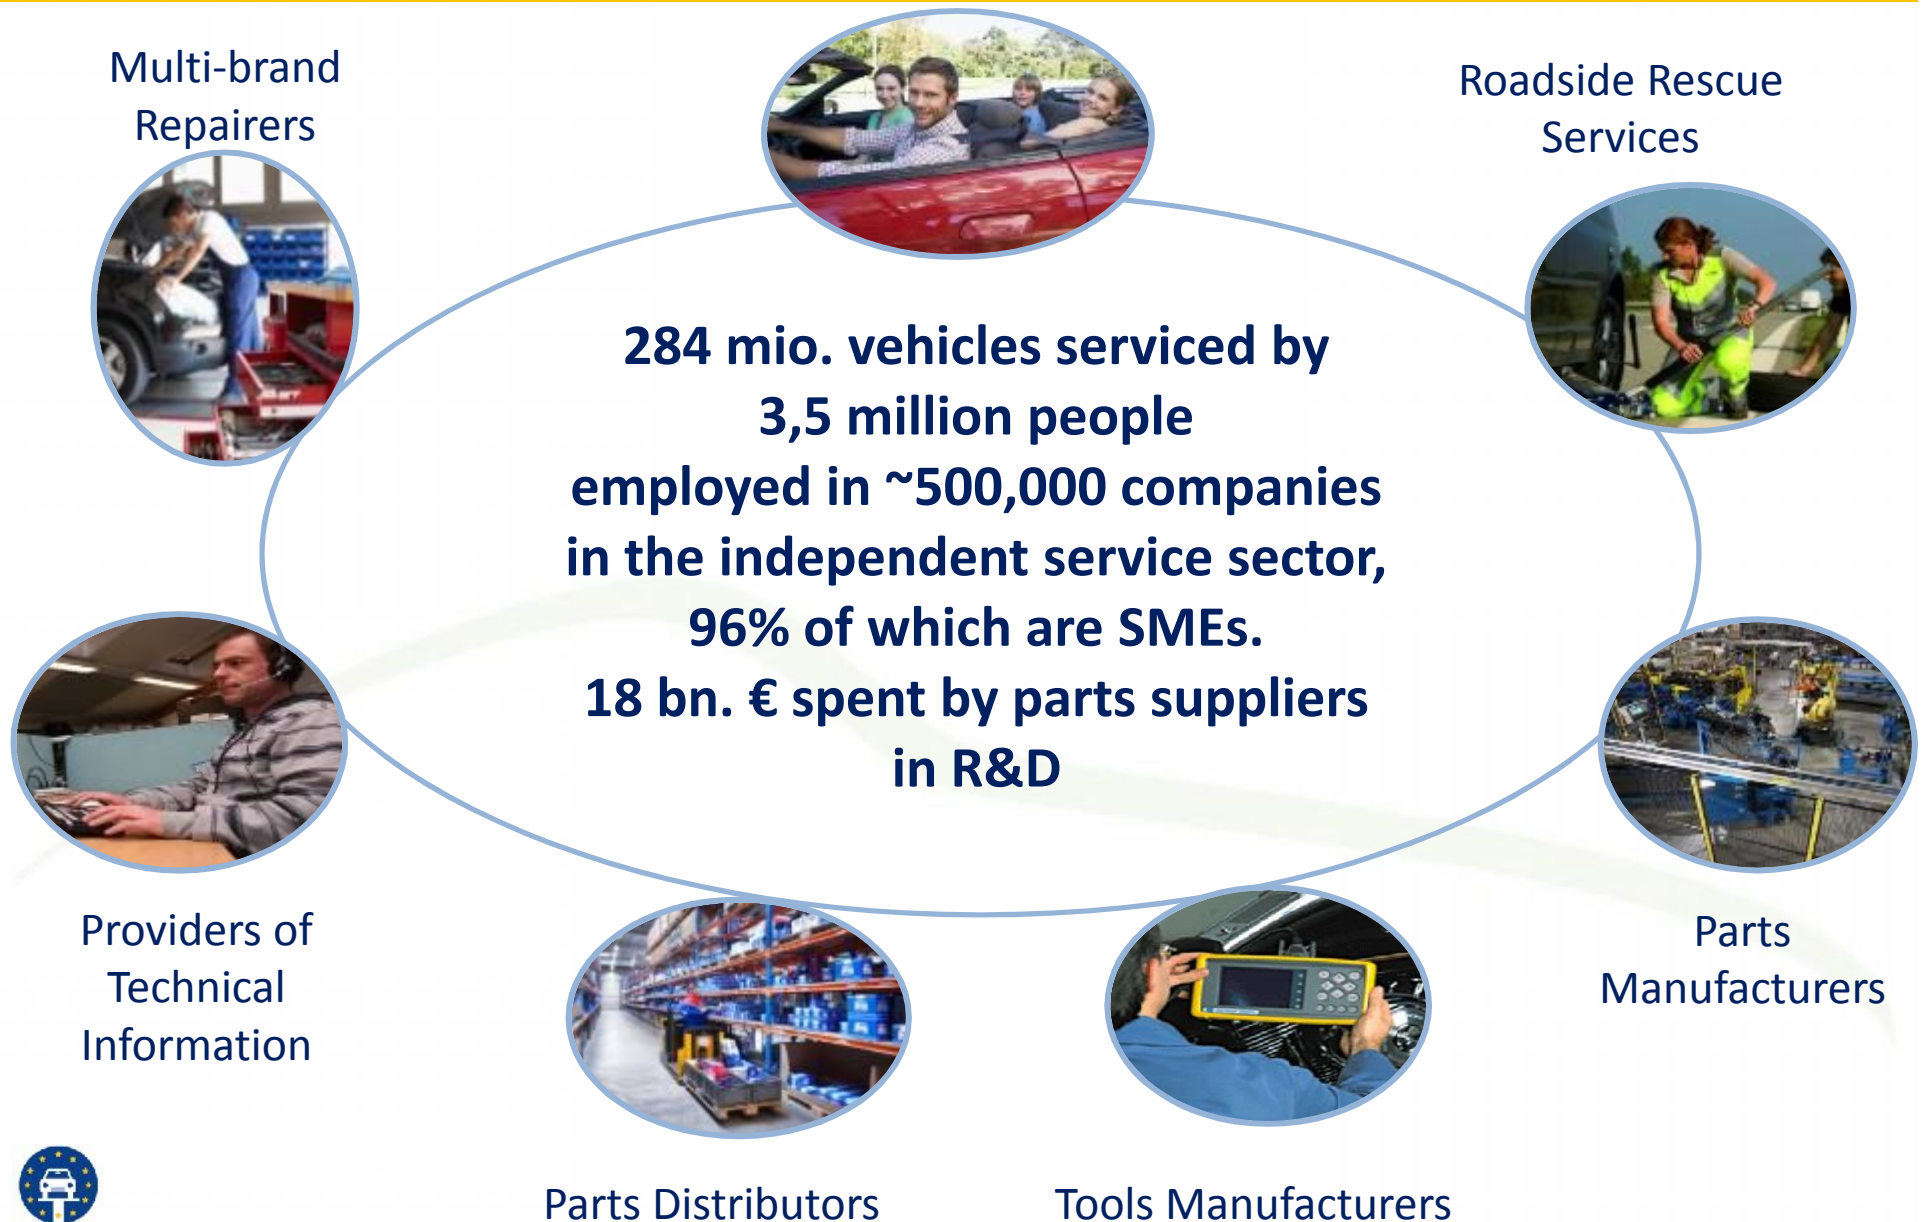 Multi-brand
Repairers
Roadside Rescue
Services
284 mio. vehicles serviced by
3,5 million people
employed in ~500,000 companies
in the independent service sector,
96% of which are SMEs.
18 bn. € spent by parts suppliers
in R&D
Providers of
Technical
Information
Parts
Manufacturers
Parts Distributors
Tools Manufacturers